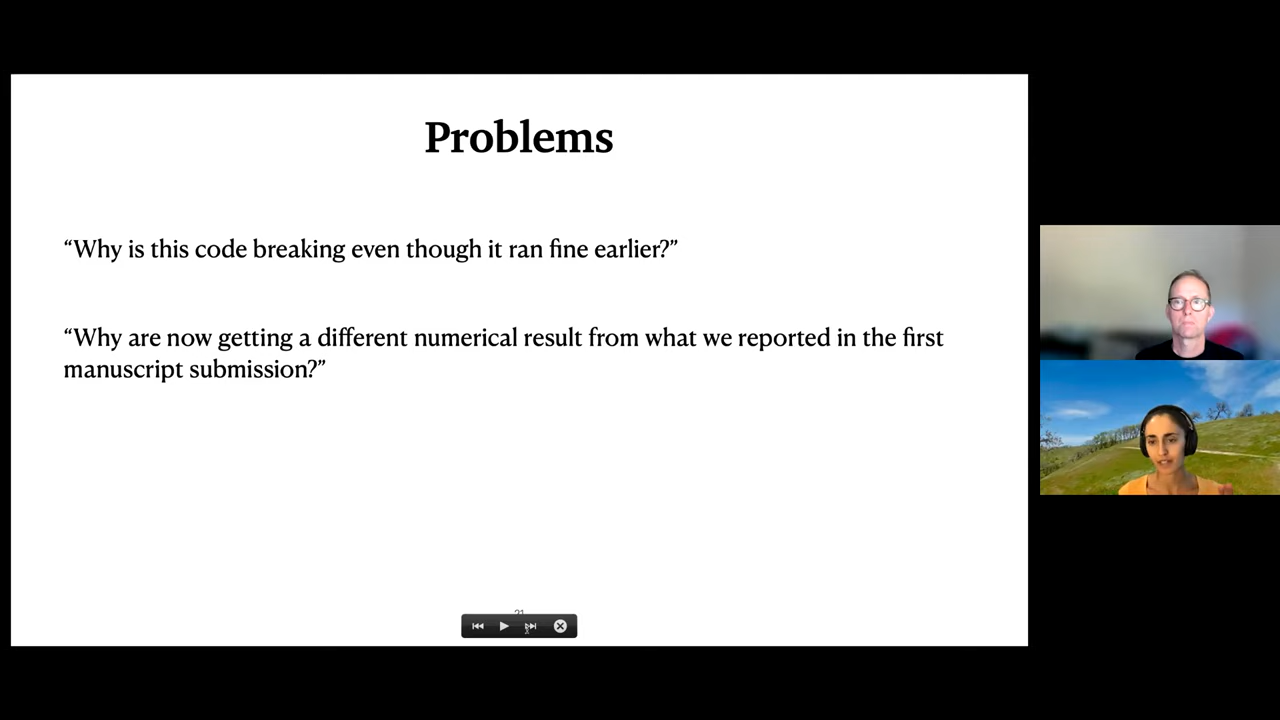 Problems
“Why is this code breaking even though it ran fine earlier?”
“Why are now getting a different numerical result from what we reported in the first
manuscript submission?”